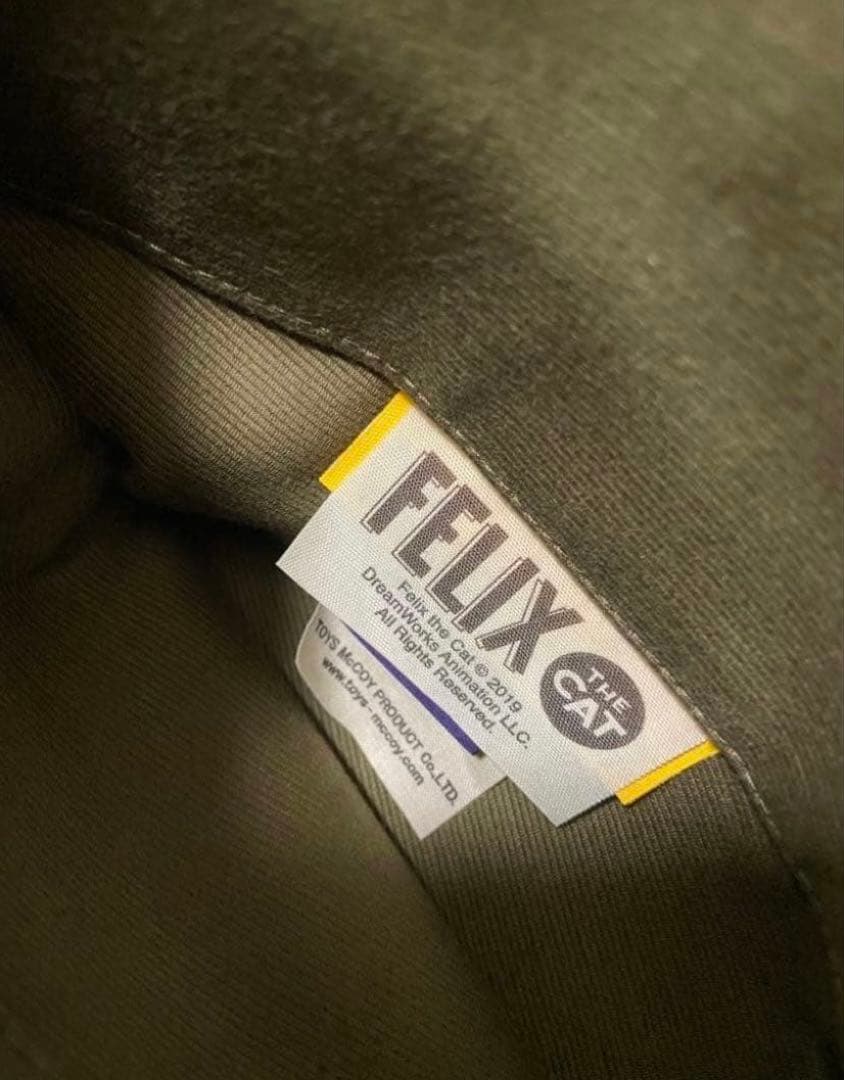 FELIX
THE
CAT
Felix the Cat © 2019
DreamWorks Animation LLC.
All Rights Reserved.
TOYS McCOY PRODUCT Co.,LTD.
www.toys-mccoy.com